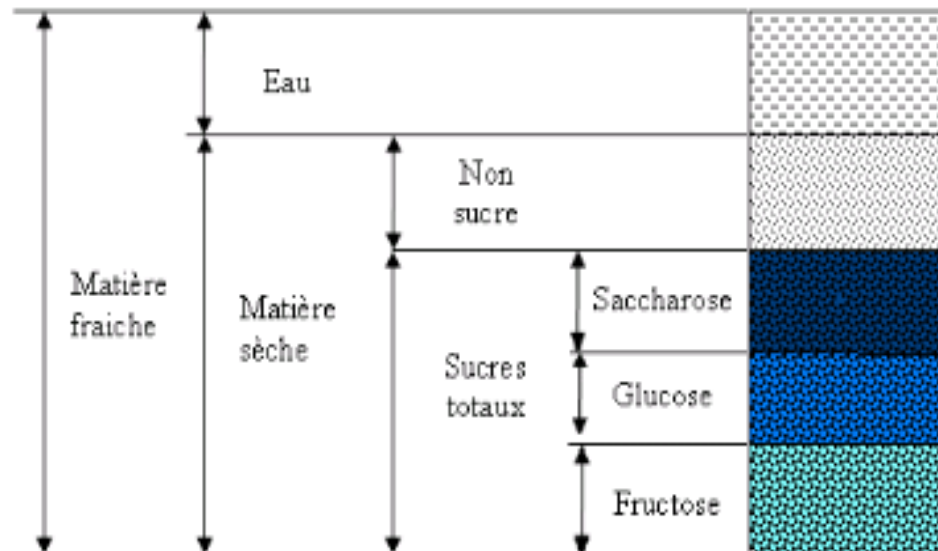 Eau
Non
sucre
Matière
fraiche
Matière
sèche
Saccharose
Sucres
totaux
Glucose
Fructose